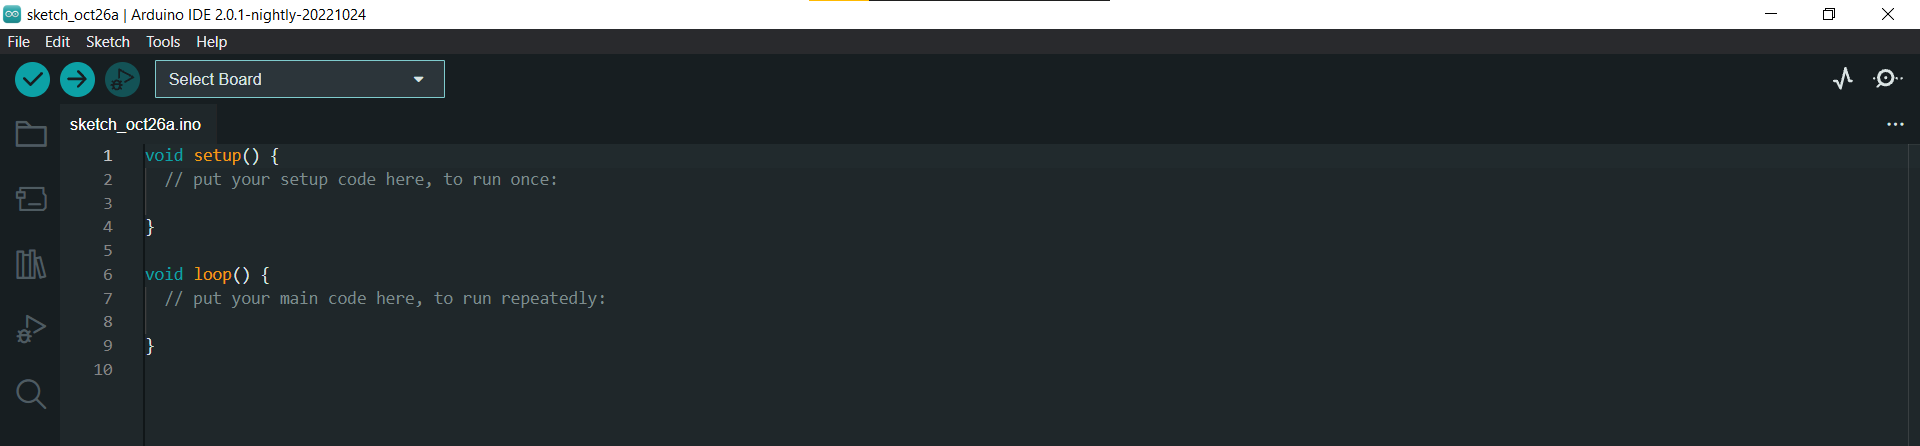 sketch_oct26a | Arduino IDE 2.0.1-nightly-20221024
File Edit Sketch Tools Help
Select Board
sketch_oct26a.ino
1 void setup() {
2 // put your setup code here, to run once:
3
4 }
5
6 void loop() {
7 // put your main code here, to run repeatedly:
8
9 }
10